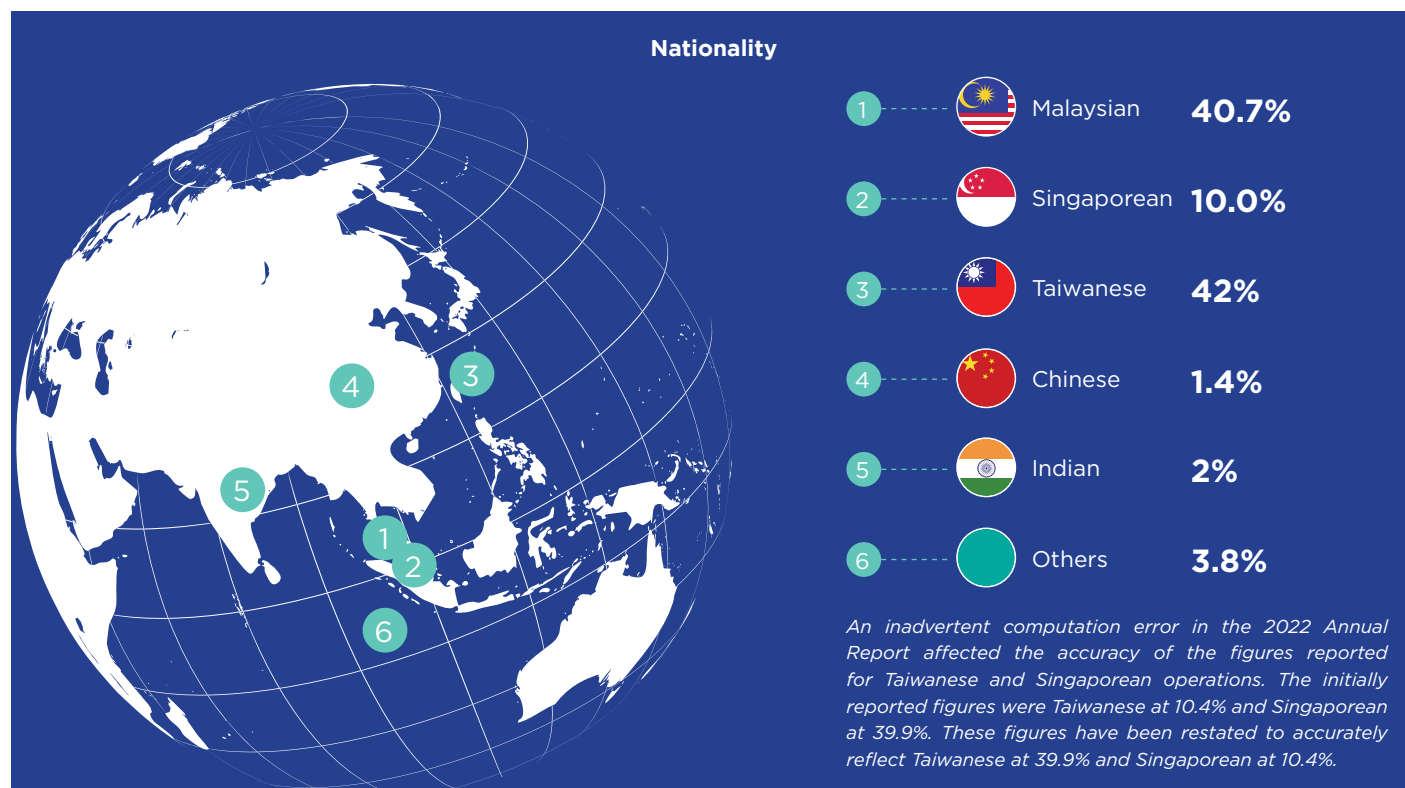 Nationality
1 Malaysian 40.7%
2 Singaporean 10.0%
3 Taiwanese 42%
4 Chinese 1.4%
5 Indian 2%
6 Others 3.8%
4
3
5
1
2
6
An inadvertent computation error in the 2022 Annual
Report affected the accuracy of the figures reported
for Taiwanese and Singaporean operations. The initially
reported figures were Taiwanese at 10.4% and Singaporean
at 39.9%. These figures have been restated to accurately
reflect Taiwanese at 39.9% and Singaporean at 10.4%.